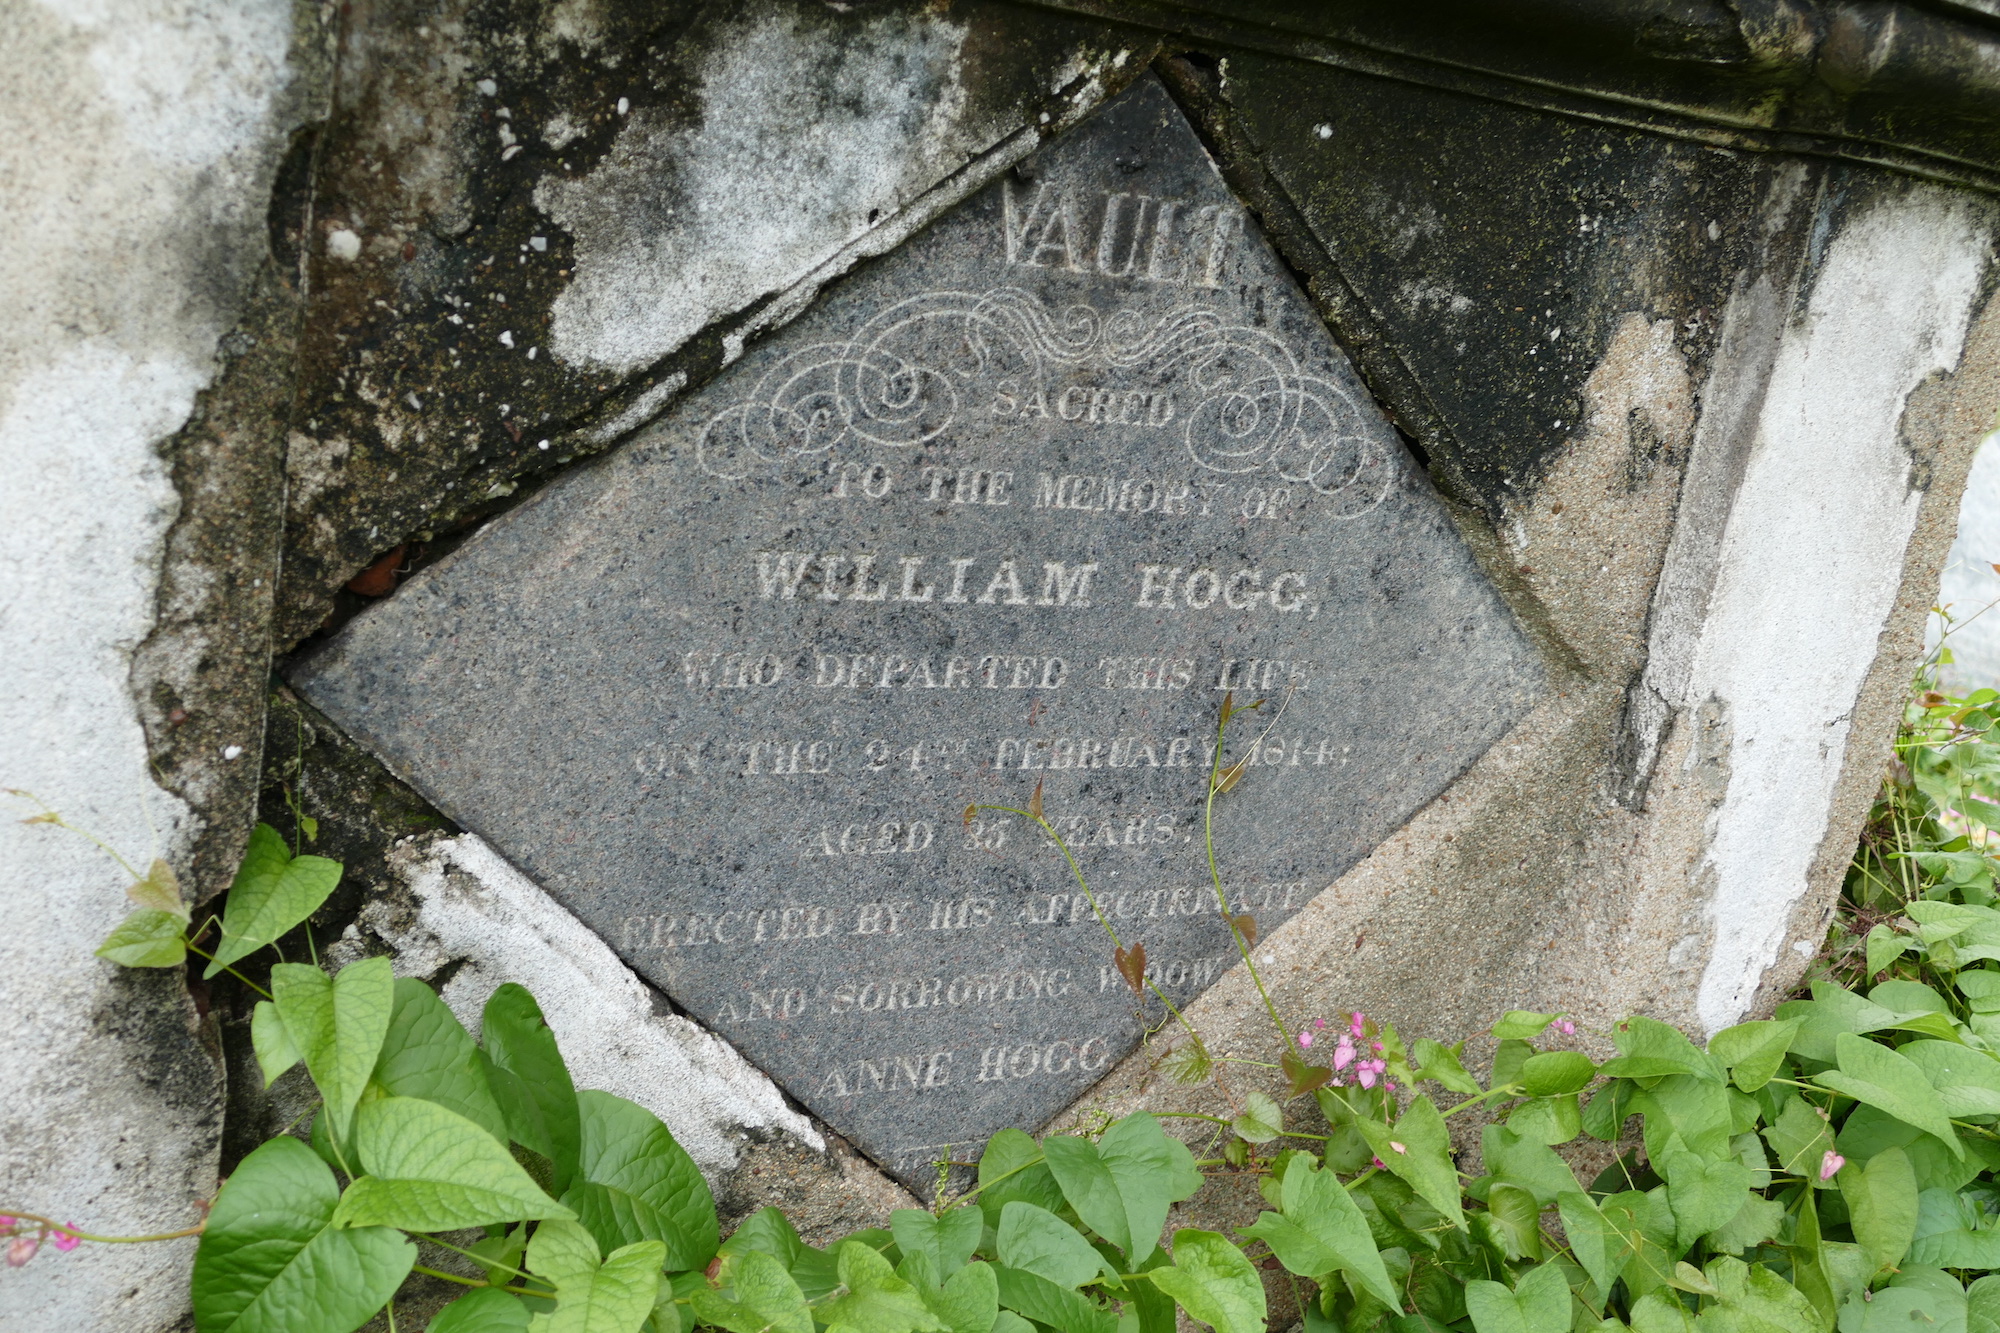 VAULT
SACRED
TO THE MEMORY OF
WILLIAM HOGG,
WHO DEPARTED THIS LIFE
ON THE 24TH FEBRUARY 1814;
AGED 35 YEARS.
ERECTED BY HIS AFFECTIONATE
AND SORROWING WIDOW
ANNE HOGG